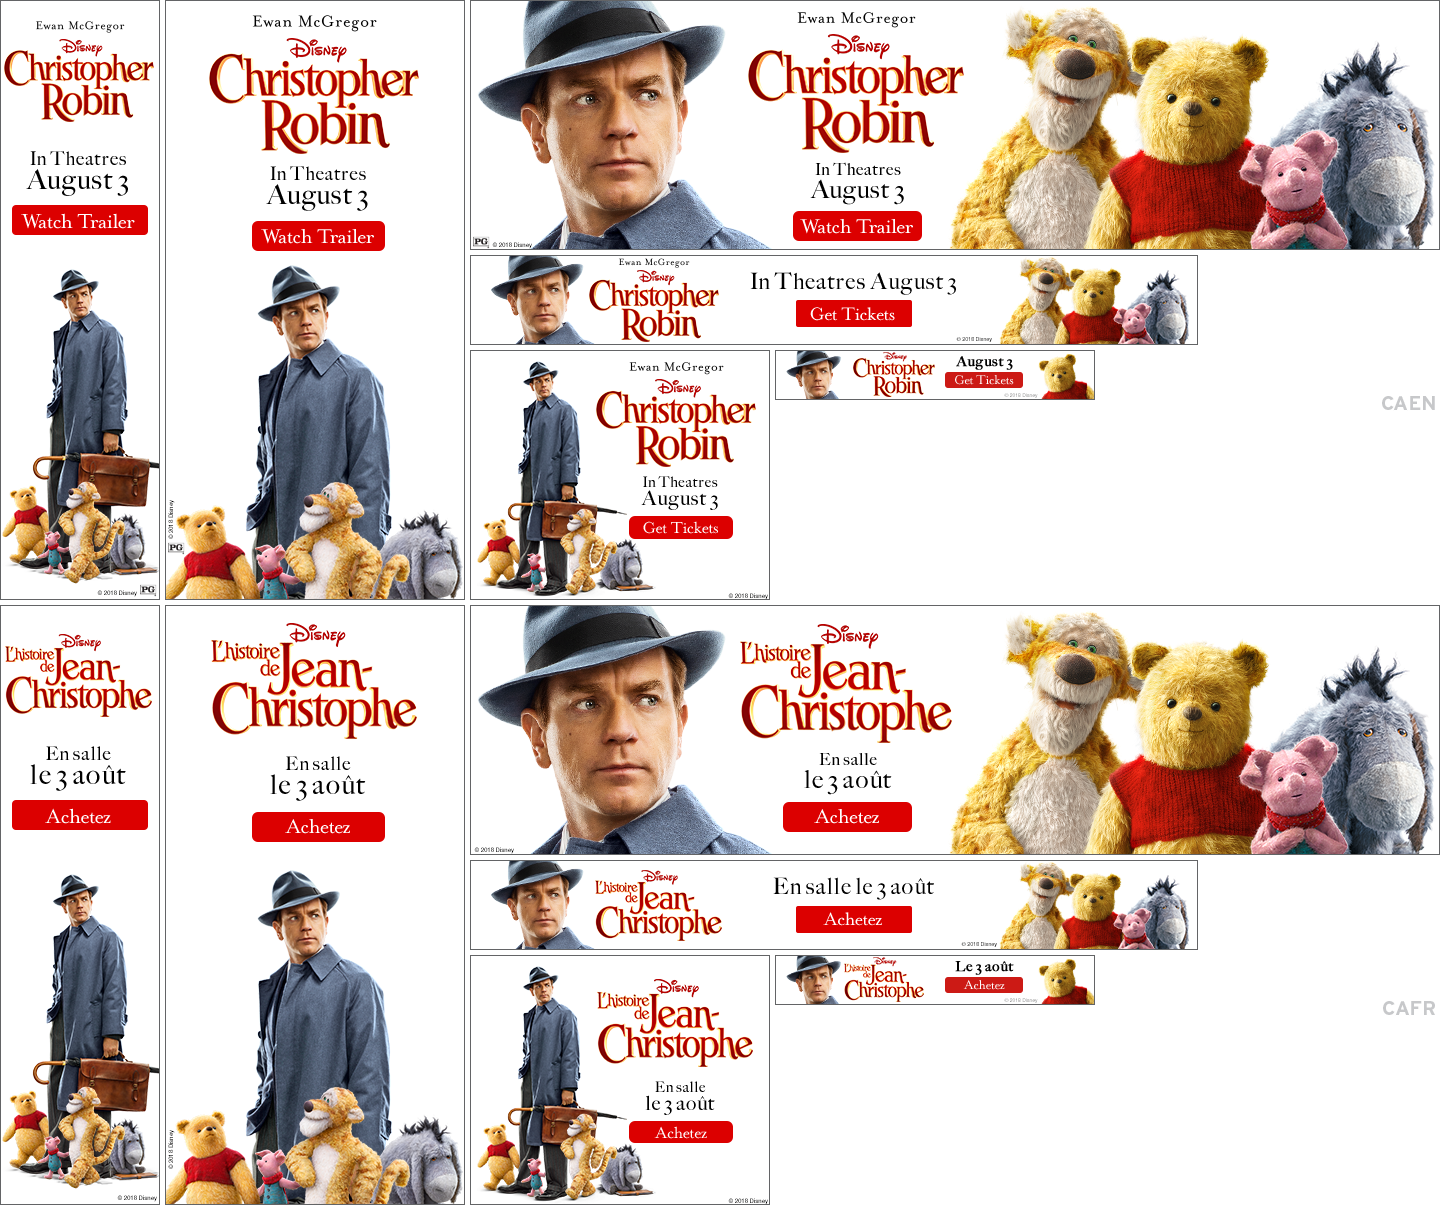 Ewan McGregor
Disney
Christopher
Robin
In Theatres
August 3
Watch Trailer
© 2018 Disney
PG
Ewan McGregor
Disney
Christopher
Robin
In Theatres
August 3
Watch Trailer
© 2018 Disney
PG
Ewan McGregor
Disney
Christopher
Robin
In Theatres
August 3
Watch Trailer
PG
© 2018 Disney
Ewan McGregor
Disney
Christopher
Robin
In Theatres August 3
Get Tickets
© 2018 Disney
Ewan McGregor
Disney
Christopher
Robin
In Theatres
August 3
Get Tickets
© 2018 Disney
Disney
Christopher
Robin
August 3
Get Tickets
© 2018 Disney
CAEN
Disney
L'histoire
de Jean-
Christophe
En salle
le 3 août
Achetez
© 2018 Disney
Disney
L'histoire
de Jean-
Christophe
En salle
le 3 août
Achetez
© 2018 Disney
Disney
L'histoire
de Jean-
Christophe
En salle
le 3 août
Achetez
© 2018 Disney
Disney
L'histoire
de Jean-
Christophe
En salle le 3 août
Achetez
© 2018 Disney
Disney
L'histoire
de Jean-
Christophe
En salle
le 3 août
Achetez
© 2018 Disney
Disney
L'histoire
de Jean-
Christophe
Le 3 août
Achetez
© 2018 Disney
CAFR